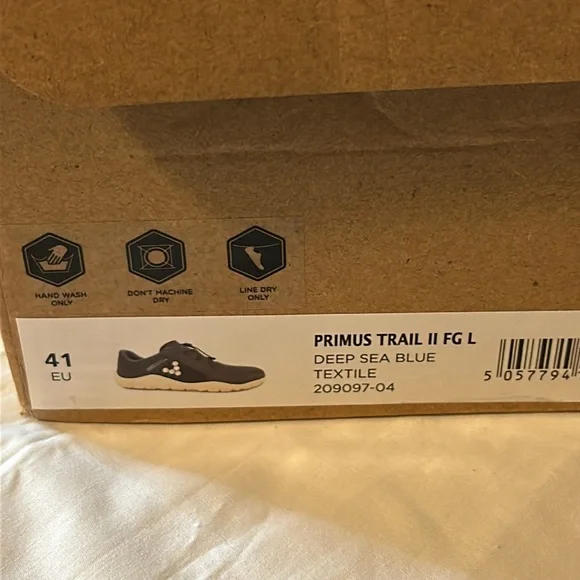 HAND WASH
ONLY
DON'T MACHINE
DRY
LINE DRY
ONLY
41
EU
PRIMUS TRAIL II FG L
DEEP SEA BLUE
TEXTILE
209097-04
5 057794